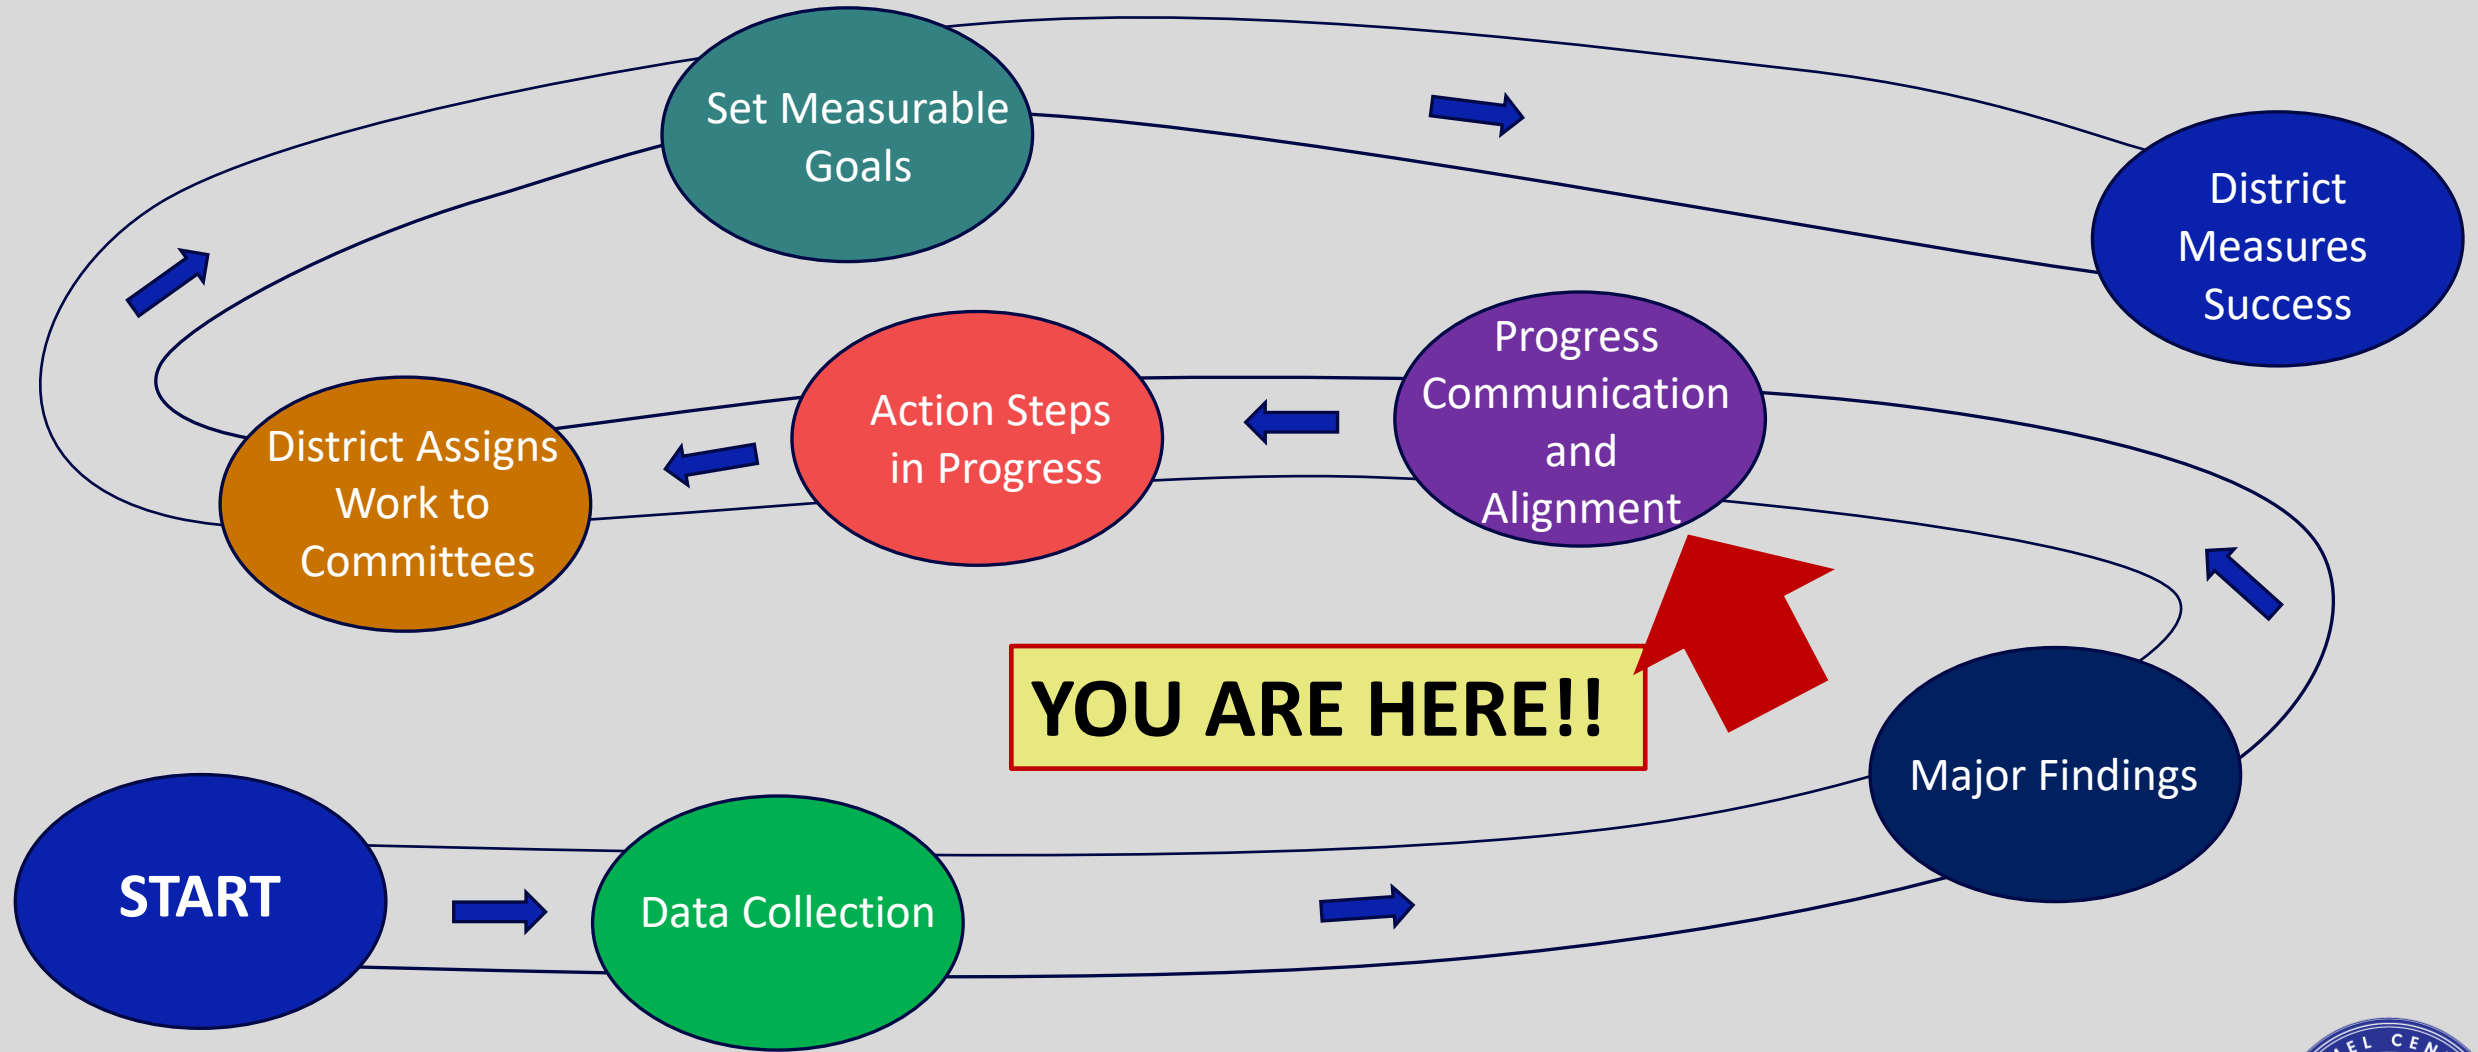 Set Measurable
Goals
District
Measures
Success
Progress
Communication
and
Alignment
Action Steps
in Progress
District Assigns
Work to
Committees
YOU ARE HERE!!
Major Findings
START
Data Collection